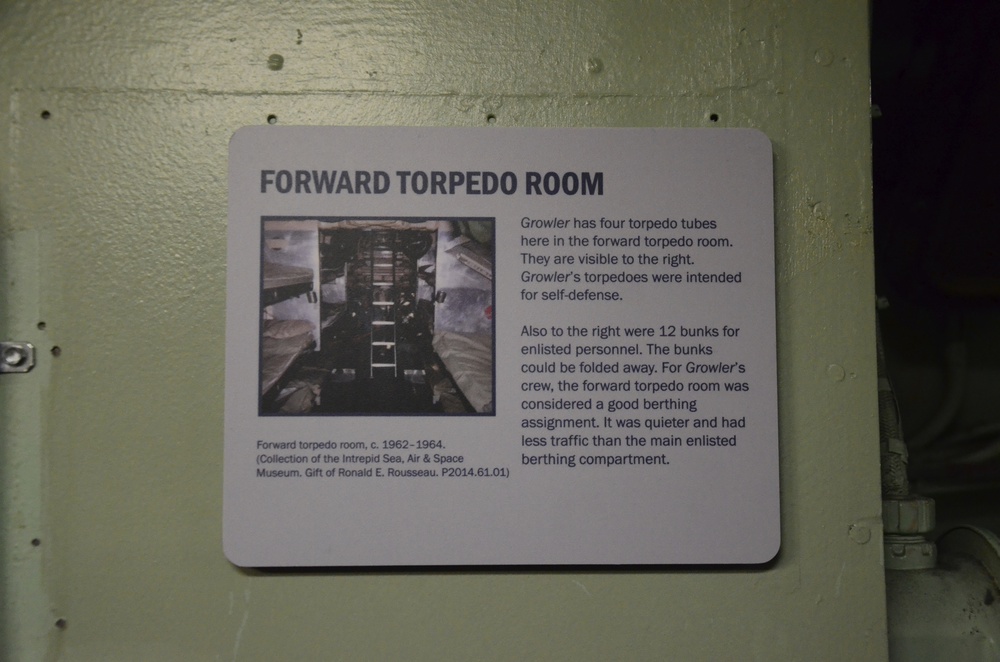 FORWARD TORPEDO ROOM
Growler has four torpedo tubes
here in the forward torpedo room.
They are visible to the right.
Growler's torpedoes were intended
for self-defense.
Also to the right were 12 bunks for
enlisted personnel. The bunks
could be folded away. For Growler's
crew, the forward torpedo room was
considered a good berthing
assignment. It was quieter and had
less traffic than the main enlisted
berthing compartment.
Forward torpedo room, c. 1962–1964.
(Collection of the Intrepid Sea, Air & Space
Museum. Gift of Ronald E. Rousseau. P2014.61.01)